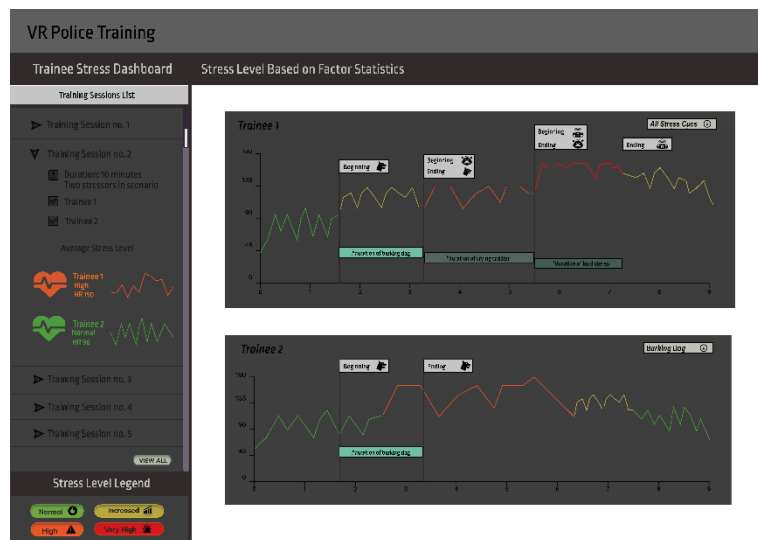 VR Police Training
Trainee Stress Dashboard
Stress Level Based on Factor Statistics
Training Sessions List
Training Session no. 1
Training Session no. 2
Duration: 10 minutes
Two stressors in scenario
Trainee 1
Trainee 2
Average Stress Level
Trainee 1
High
HR 150
Trainee 2
Normal
HR 90
Training Session no. 3
Training Session no. 4
Training Session no. 5
VIEW ALL
Stress Level Legend
Normal
Increased
High
Very High
Trainee 1
All Stress Cues
Beginning
Beginning
Ending
Beginning
Ending
Ending
180
135
90
45
0
*duration of barking dog
*duration of crying toddler
*duration of loud stereo
0 1 2 3 4 5 6 7 8 9
Trainee 2
Barking Dog
Beginning
Ending
180
135
90
45
0
*duration of barking dog
0 1 2 3 4 5 6 7 8 9